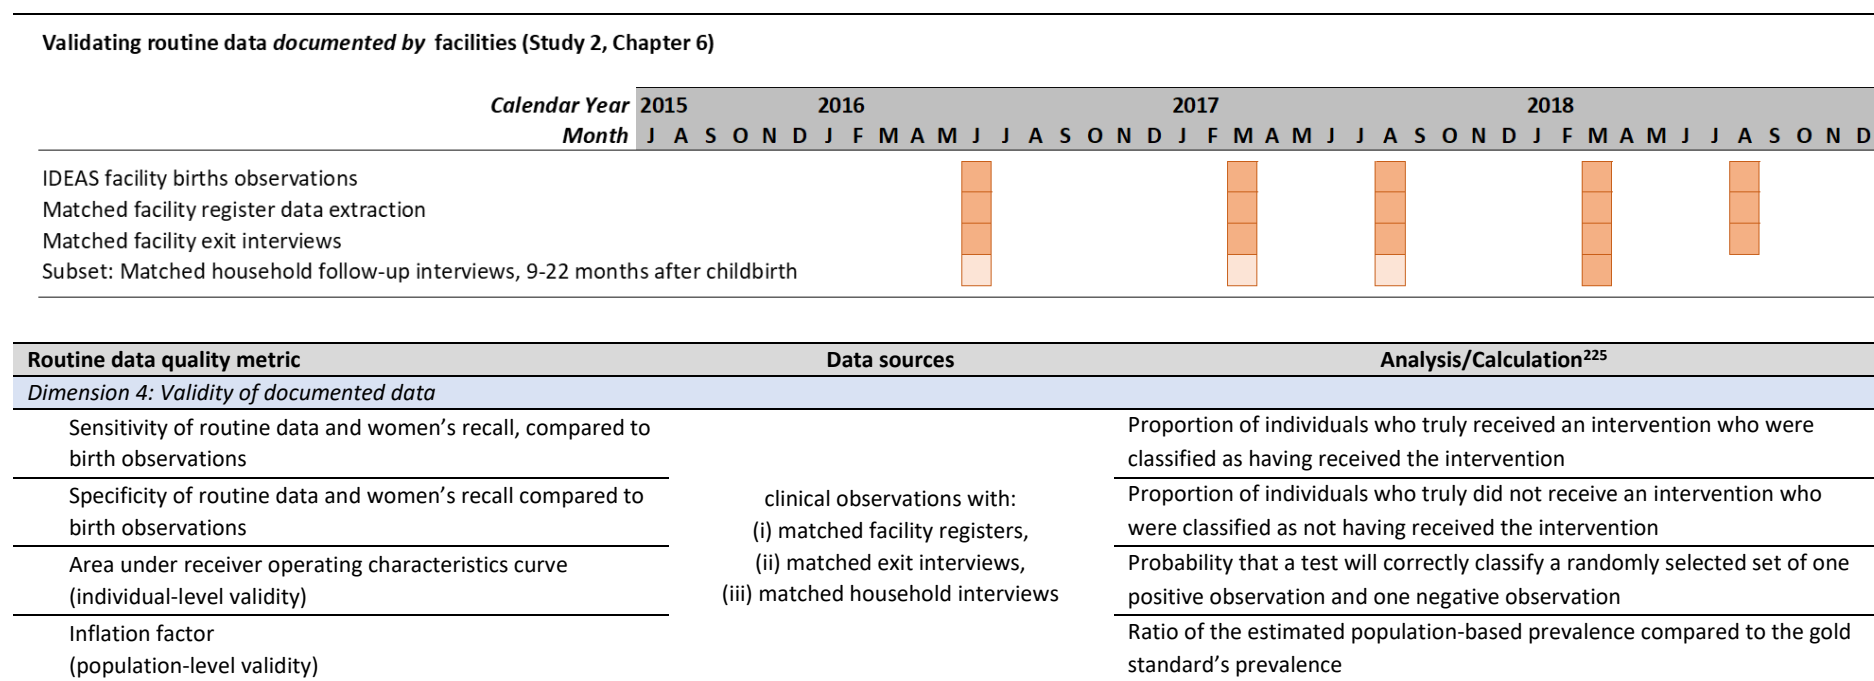 Validating routine data documented by facilities (Study 2, Chapter 6)
Calendar Year 2015 2016 2017 2018
Month J A S O N D J F M A M J J A S O N D J F M A M J J A S O N D J F M A M J J A S O N D
IDEAS facility births observations
Matched facility register data extraction
Matched facility exit interviews
Subset: Matched household follow-up interviews, 9-22 months after childbirth
Routine data quality metric Data sources Analysis/Calculation²²⁵
Dimension 4: Validity of documented data
Sensitivity of routine data and women's recall, compared to
birth observations
Specificity of routine data and women's recall compared to
birth observations
Area under receiver operating characteristics curve
(individual-level validity)
Inflation factor
(population-level validity)
clinical observations with:
(i) matched facility registers,
(ii) matched exit interviews,
(iii) matched household interviews
Proportion of individuals who truly received an intervention who were
classified as having received the intervention
Proportion of individuals who truly did not receive an intervention who
were classified as not having received the intervention
Probability that a test will correctly classify a randomly selected set of one
positive observation and one negative observation
Ratio of the estimated population-based prevalence compared to the gold
standard's prevalence